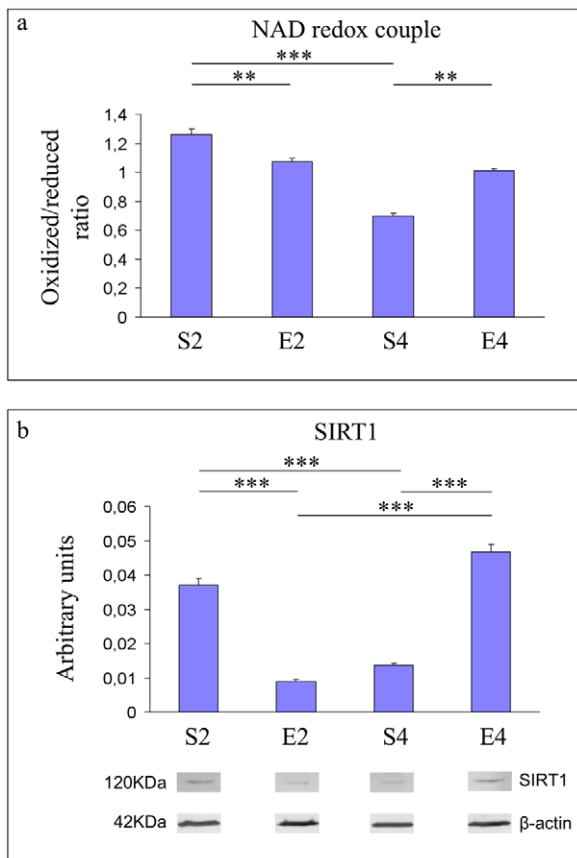 a
NAD redox couple
***
** **
Oxidized/reduced
ratio
1,4
1,2
1
0,8
0,6
0,4
0,2
0
S2 E2 S4 E4
b
SIRT1
***
*** ***
***
Arbitrary units
0,06
0,05
0,04
0,03
0,02
0,01
0
S2 E2 S4 E4
120KDa SIRT1
42KDa β-actin